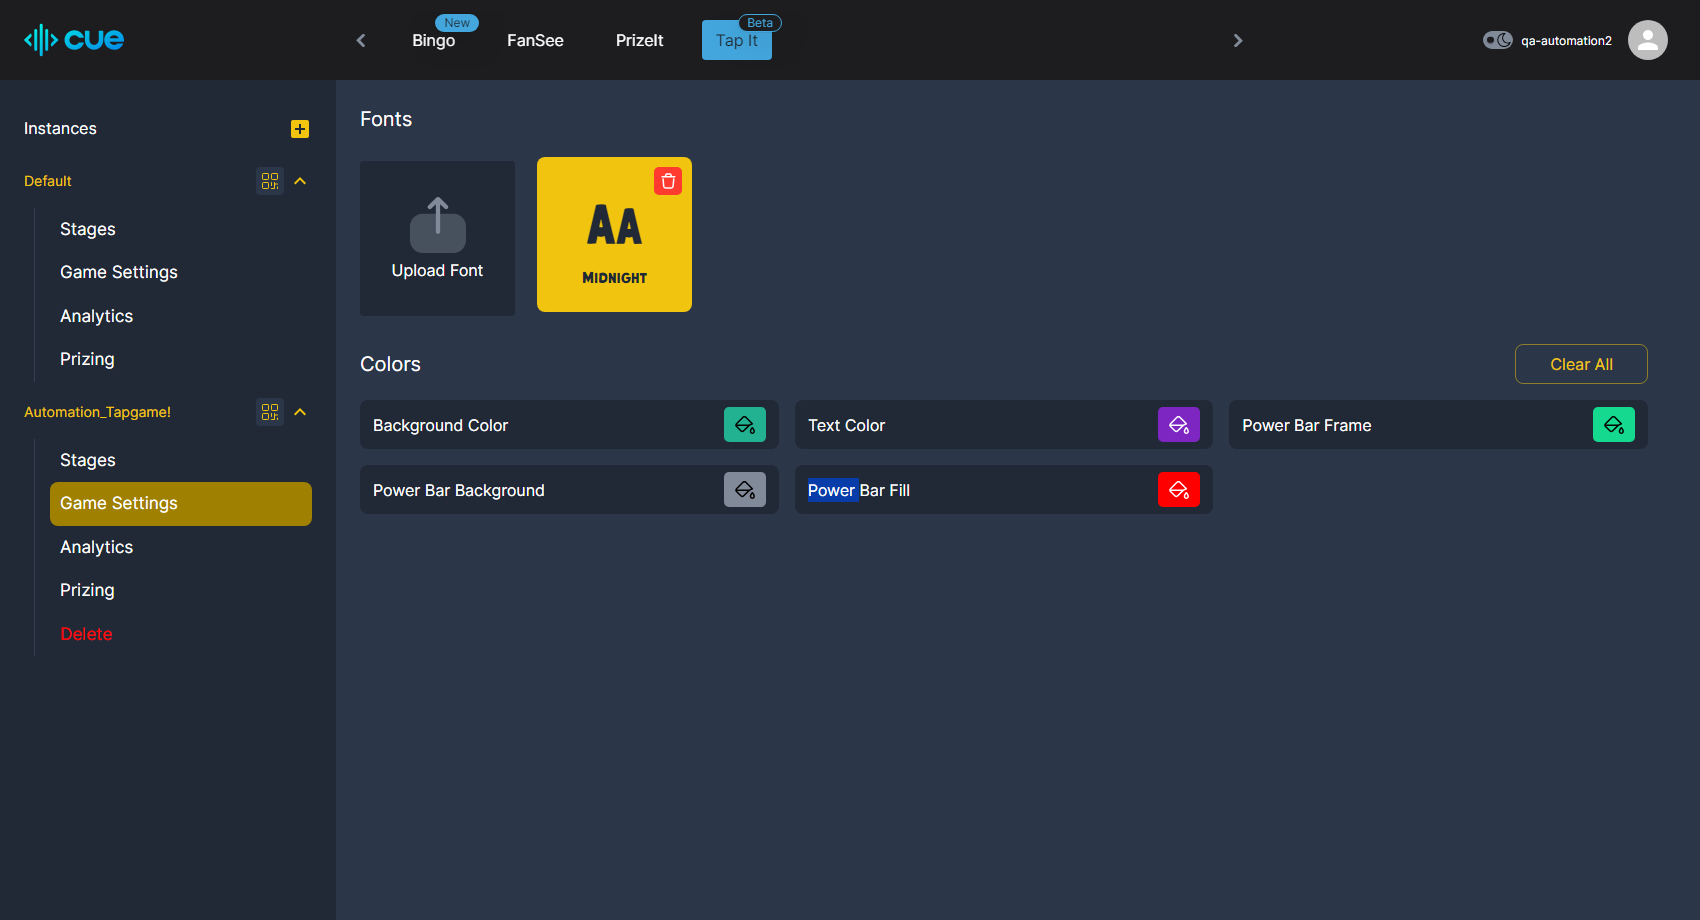 cue
Bingo
New
FanSee
PrizeIt
Tap It
Beta
qa-automation2
Instances
Default
Stages
Game Settings
Analytics
Prizing
Automation_Tapgame!
Stages
Game Settings
Analytics
Prizing
Delete
Fonts
Upload Font
AA
MIDNIGHT
Colors
Clear All
Background Color
Text Color
Power Bar Frame
Power Bar Background
Power Bar Fill